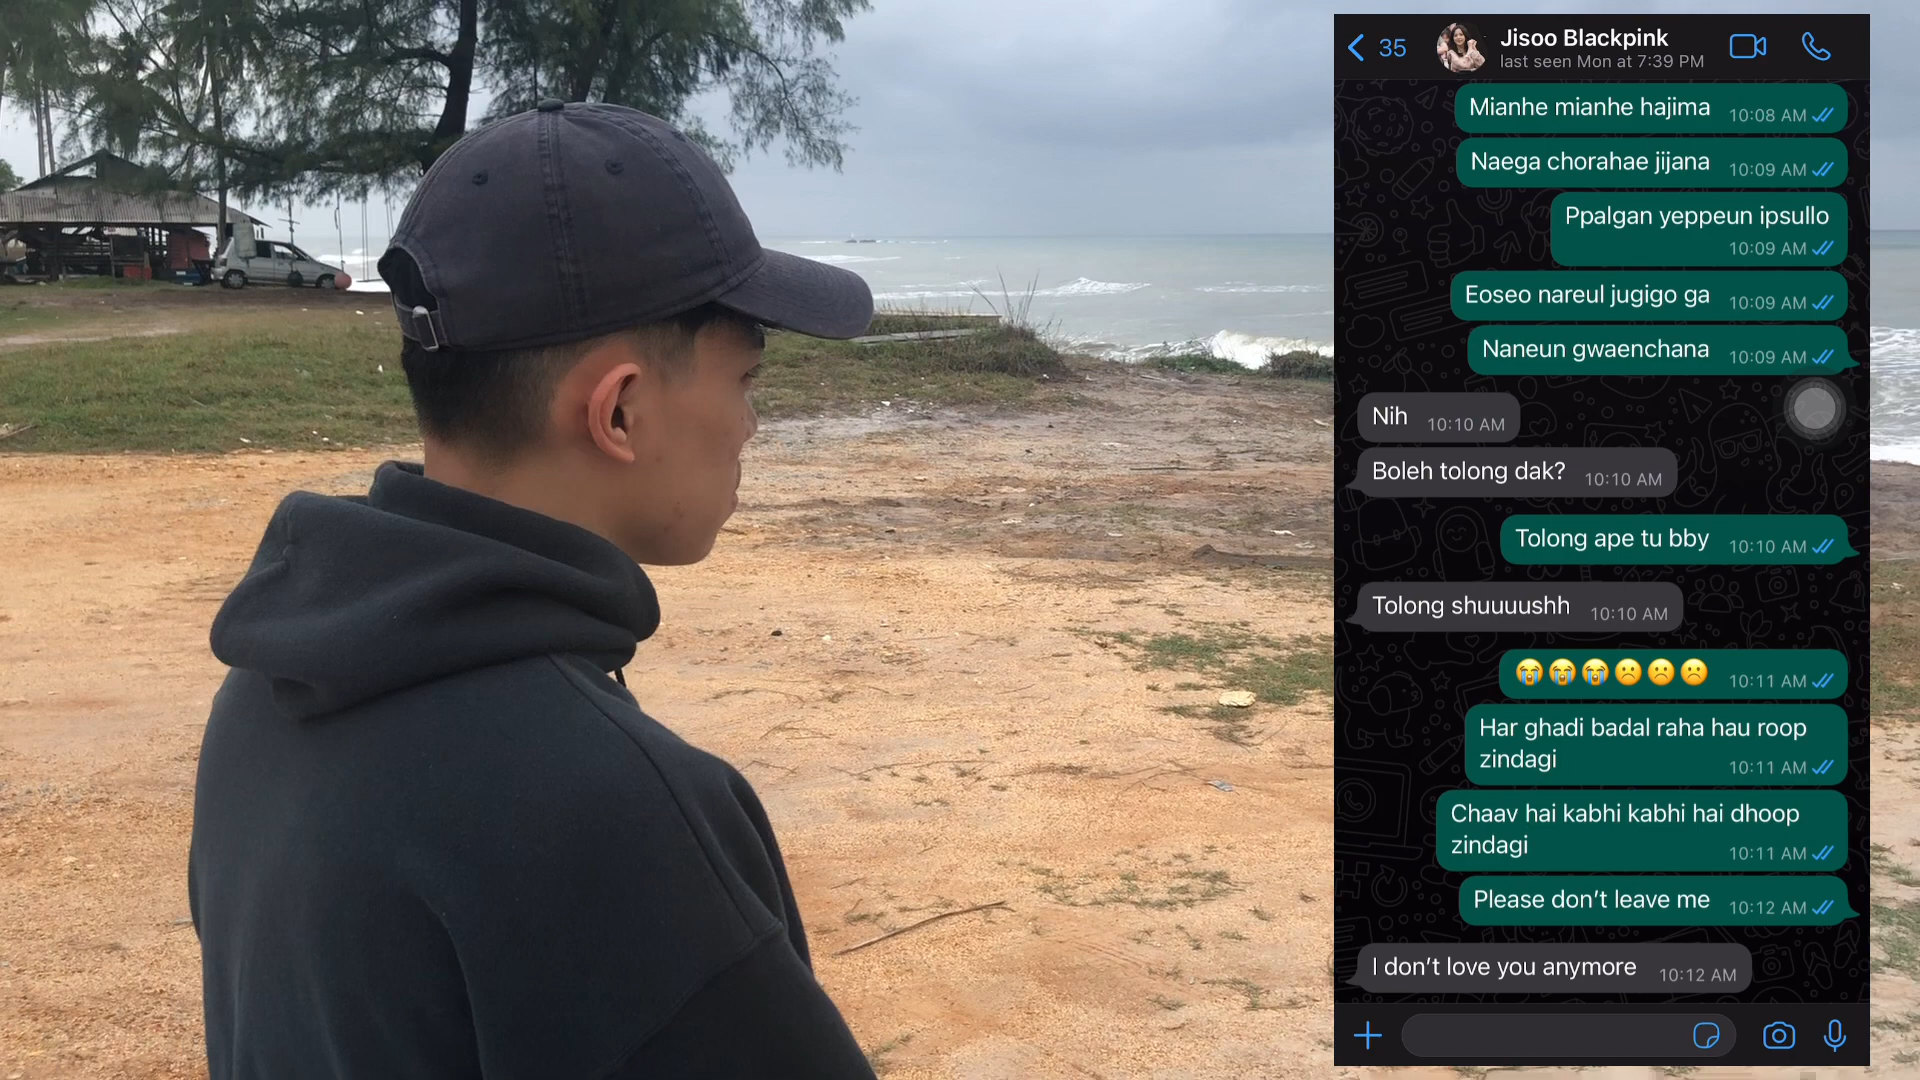 35
Jisoo Blackpink
last seen Mon at 7:39 PM
Mianhe mianhe hajima 10:08 AM
Naega chorahae jijana 10:09 AM
Ppalgan yeppeun ipsullo
10:09 AM
Eoseo nareul jugigo ga 10:09 AM
Naneun gwaenchana 10:09 AM
Nih 10:10 AM
Boleh tolong dak? 10:10 AM
Tolong ape tu bby 10:10 AM
Tolong shuuuushh 10:10 AM
😭😭😭🙁🙁🙁 10:11 AM
Har ghadi badal raha hau roop
zindagi 10:11 AM
Chaav hai kabhi kabhi hai dhoop
zindagi 10:11 AM
Please don’t leave me 10:12 AM
I don’t love you anymore 10:12 AM